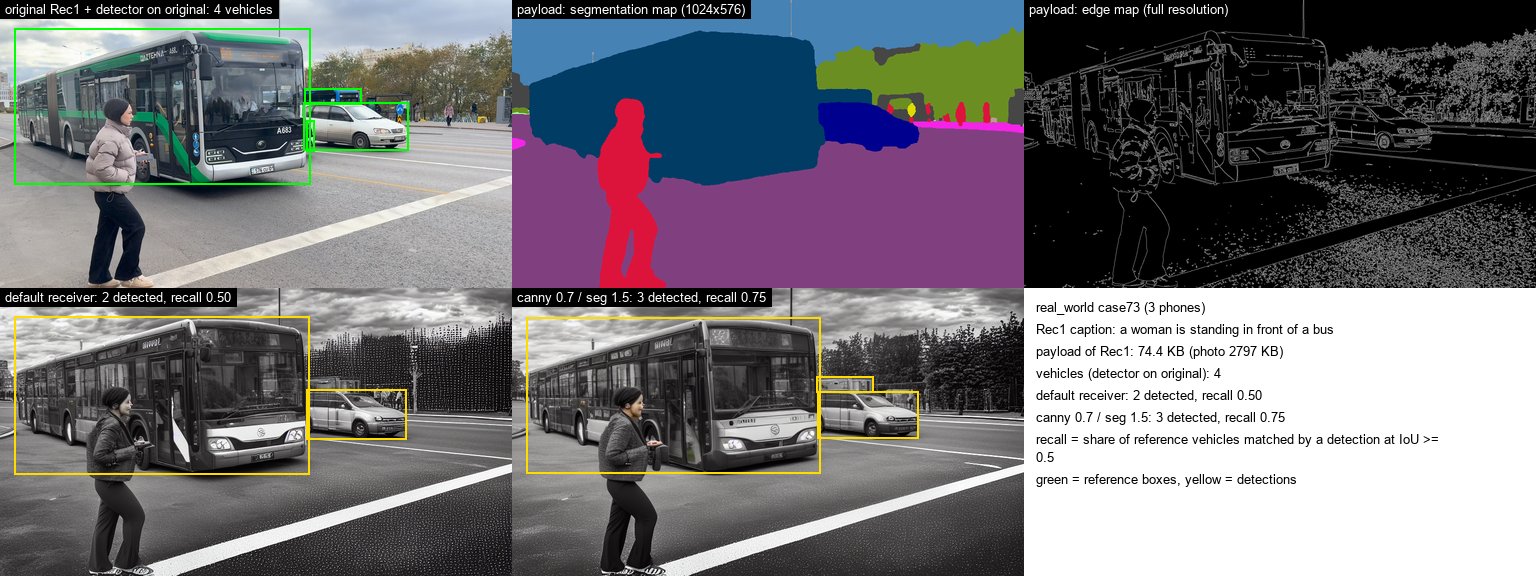 original Rec1 + detector on original: 4 vehicles
payload: segmentation map (1024x576)
payload: edge map (full resolution)
A683
default receiver: 2 detected, recall 0.50
canny 0.7 / seg 1.5: 3 detected, recall 0.75
real_world case73 (3 phones)
Rec1 caption: a woman is standing in front of a bus
payload of Rec1: 74.4 KB (photo 2797 KB)
vehicles (detector on original): 4
default receiver: 2 detected, recall 0.50
canny 0.7 / seg 1.5: 3 detected, recall 0.75
recall = share of reference vehicles matched by a detection at IoU >=
0.5
green = reference boxes, yellow = detections